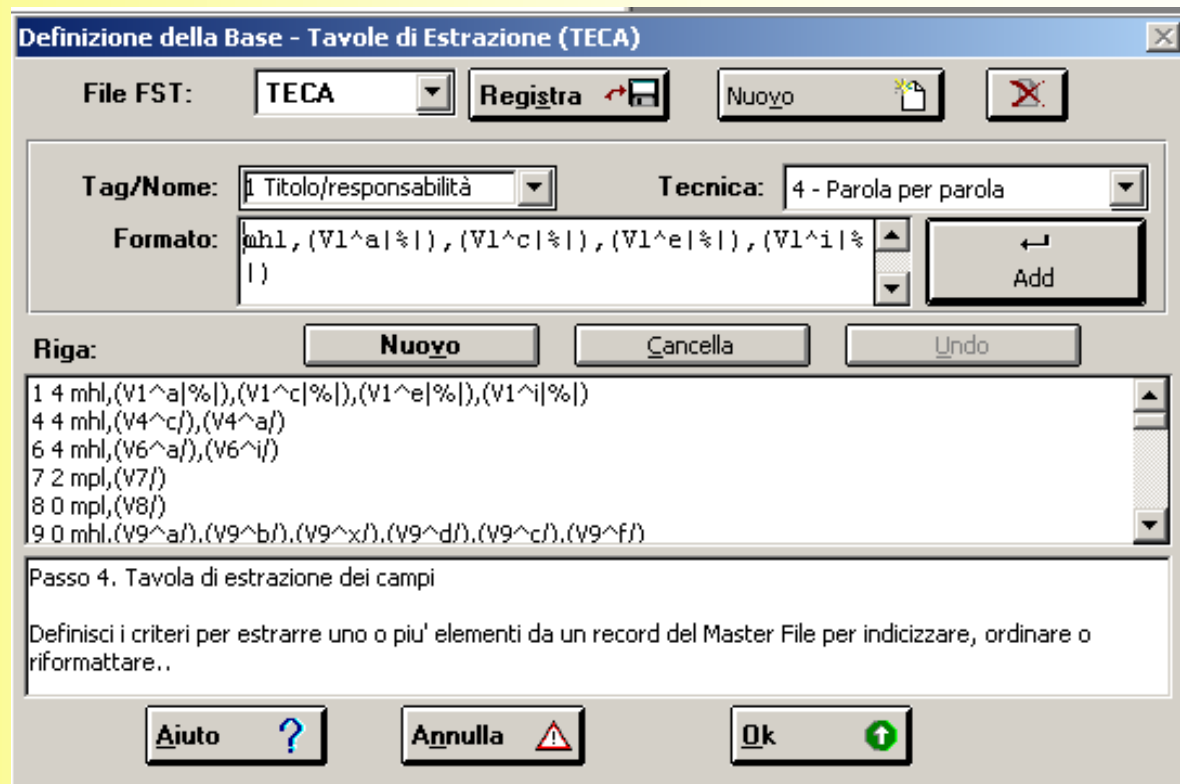 Definizione della Base - Tavole di Estrazione (TECA)
File FST: TECA Registra Nuovo
Tag/Nome: 1 Titolo/responsabilità Tecnica: 4 - Parola per parola
Formato: mhl,(V1^a|%|),(V1^c|%|),(V1^e|%|),(V1^i|%
|)
Add
Riga: Nuovo Cancella Undo
1 4 mhl,(V1^a|%|),(V1^c|%|),(V1^e|%|),(V1^i|%|)
4 4 mhl,(V4^c/),(V4^a/)
6 4 mhl,(V6^a/),(V6^i/)
7 2 mpl,(V7/)
8 0 mpl,(V8/)
9 0 mhl,(V9^a/),(V9^b/),(V9^x/),(V9^d/),(V9^c/),(V9^f/)
Passo 4. Tavola di estrazione dei campi
Definisci i criteri per estrarre uno o piu' elementi da un record del Master File per indicizzare, ordinare o
riformattare..
Aiuto ? Annulla Ok